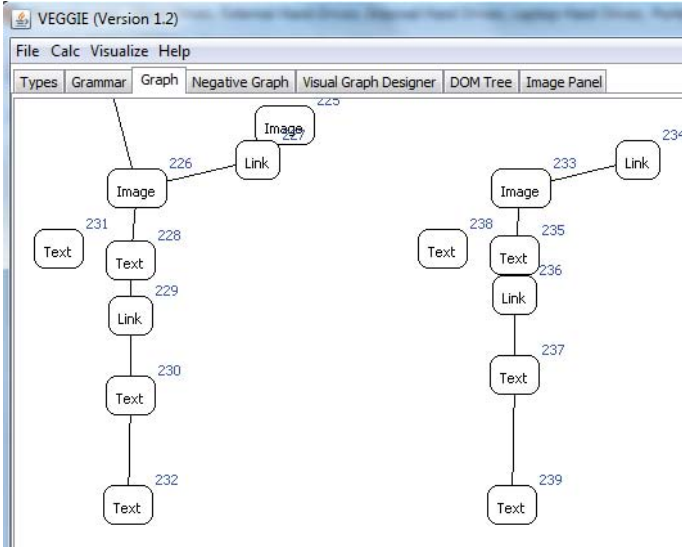 VEGGIE (Version 1.2)
File Calc Visualize Help
Types Grammar Graph Negative Graph Visual Graph Designer DOM Tree Image Panel
225
Image
227
Link
226
Image
231
Text
228
Text
229
Link
230
Text
232
Text
234
Link
233
Image
238
Text
235
Text
236
Link
237
Text
239
Text